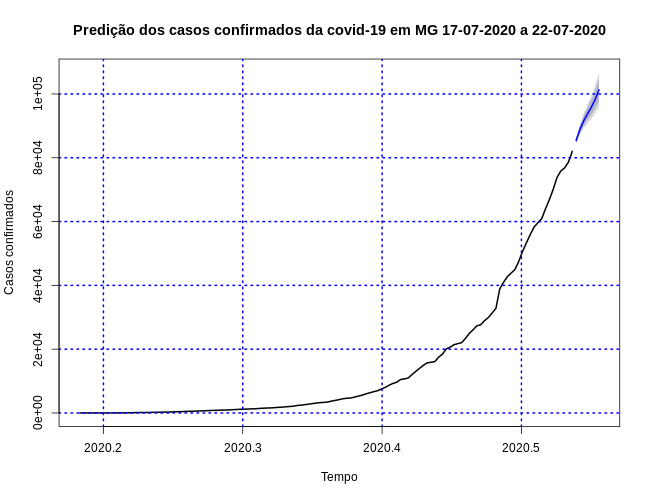 Predição dos casos confirmados da covid-19 em MG 17-07-2020 a 22-07-2020
Casos confirmados
1e+05
8e+04
6e+04
4e+04
2e+04
0e+00
2020.2 2020.3 2020.4 2020.5
Tempo